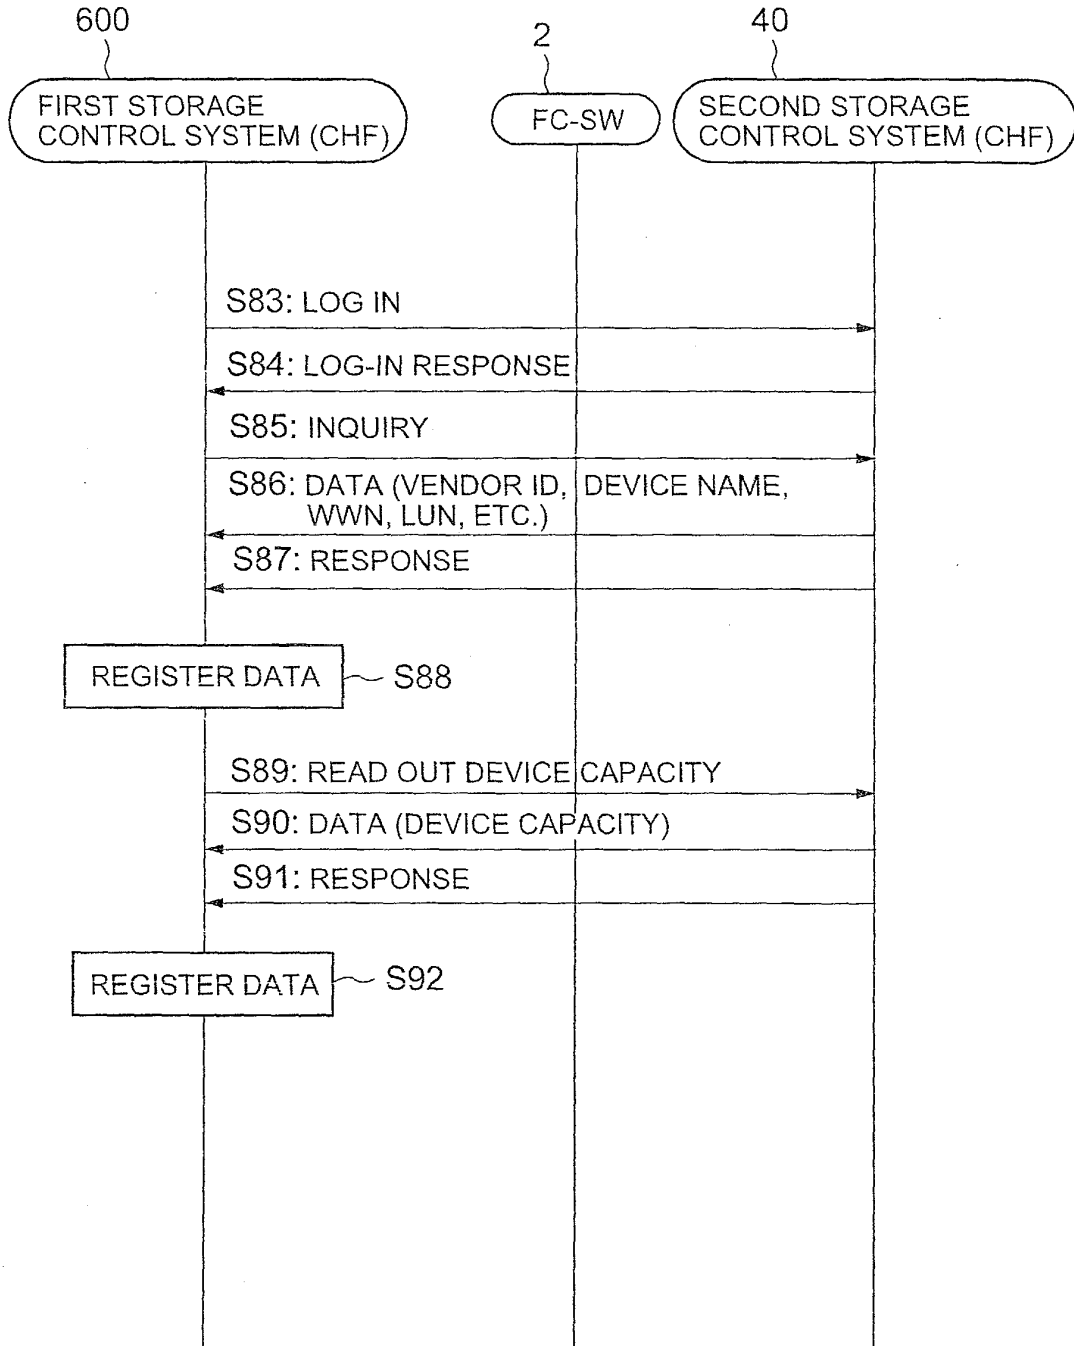 600
2
40
FIRST STORAGE
CONTROL SYSTEM (CHF)
FC-SW
SECOND STORAGE
CONTROL SYSTEM (CHF)
S83: LOG IN
S84: LOG-IN RESPONSE
S85: INQUIRY
S86: DATA (VENDOR ID, DEVICE NAME,
WWN, LUN, ETC.)
S87: RESPONSE
REGISTER DATA
S88
S89: READ OUT DEVICE CAPACITY
S90: DATA (DEVICE CAPACITY)
S91: RESPONSE
REGISTER DATA
S92